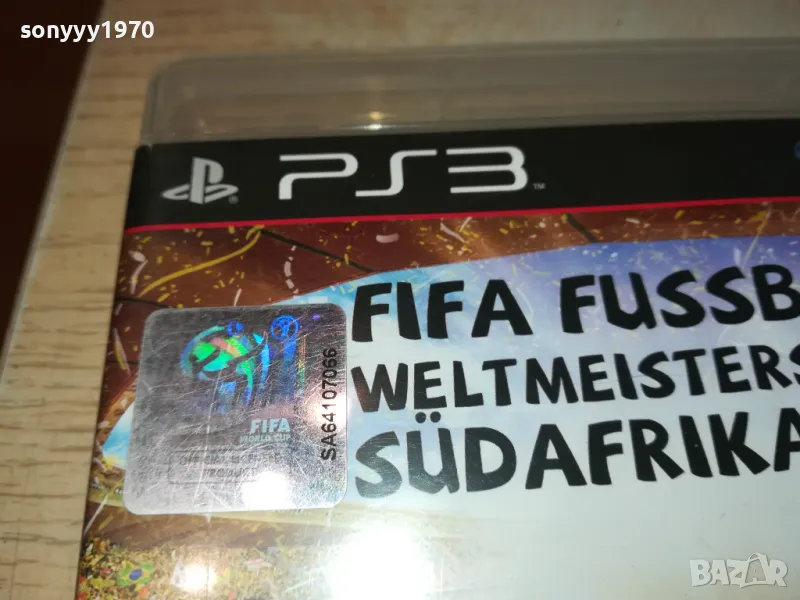 sonyyy1970
PS3
FIFA FUSSB
WELTMEISTERS
SÜDAFRIKA
FIFA
WORLD CUP
SA64107066
BAZAR